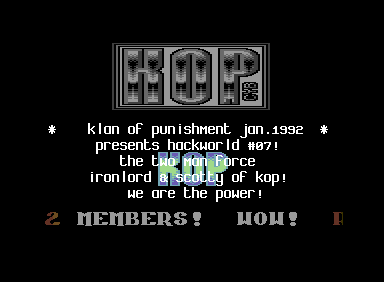 KOP
* klan of punishment jan.1992 *
presents hackworld #07!
the two man force
KOP
ironlord & scotty of kop!
we are the power!
2 MEMBERS! WOW!